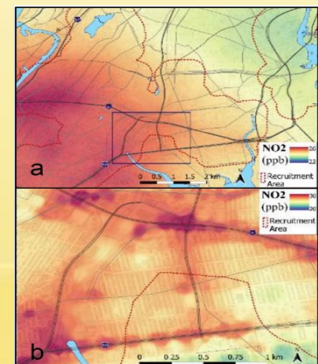 NO2
(ppb)
Recruitment
Area
a
0 0.5 1 1.5 2 km
N
NO2
(ppb)
Recruitment
Area
b
0 0.25 0.5 0.75 1 km
N